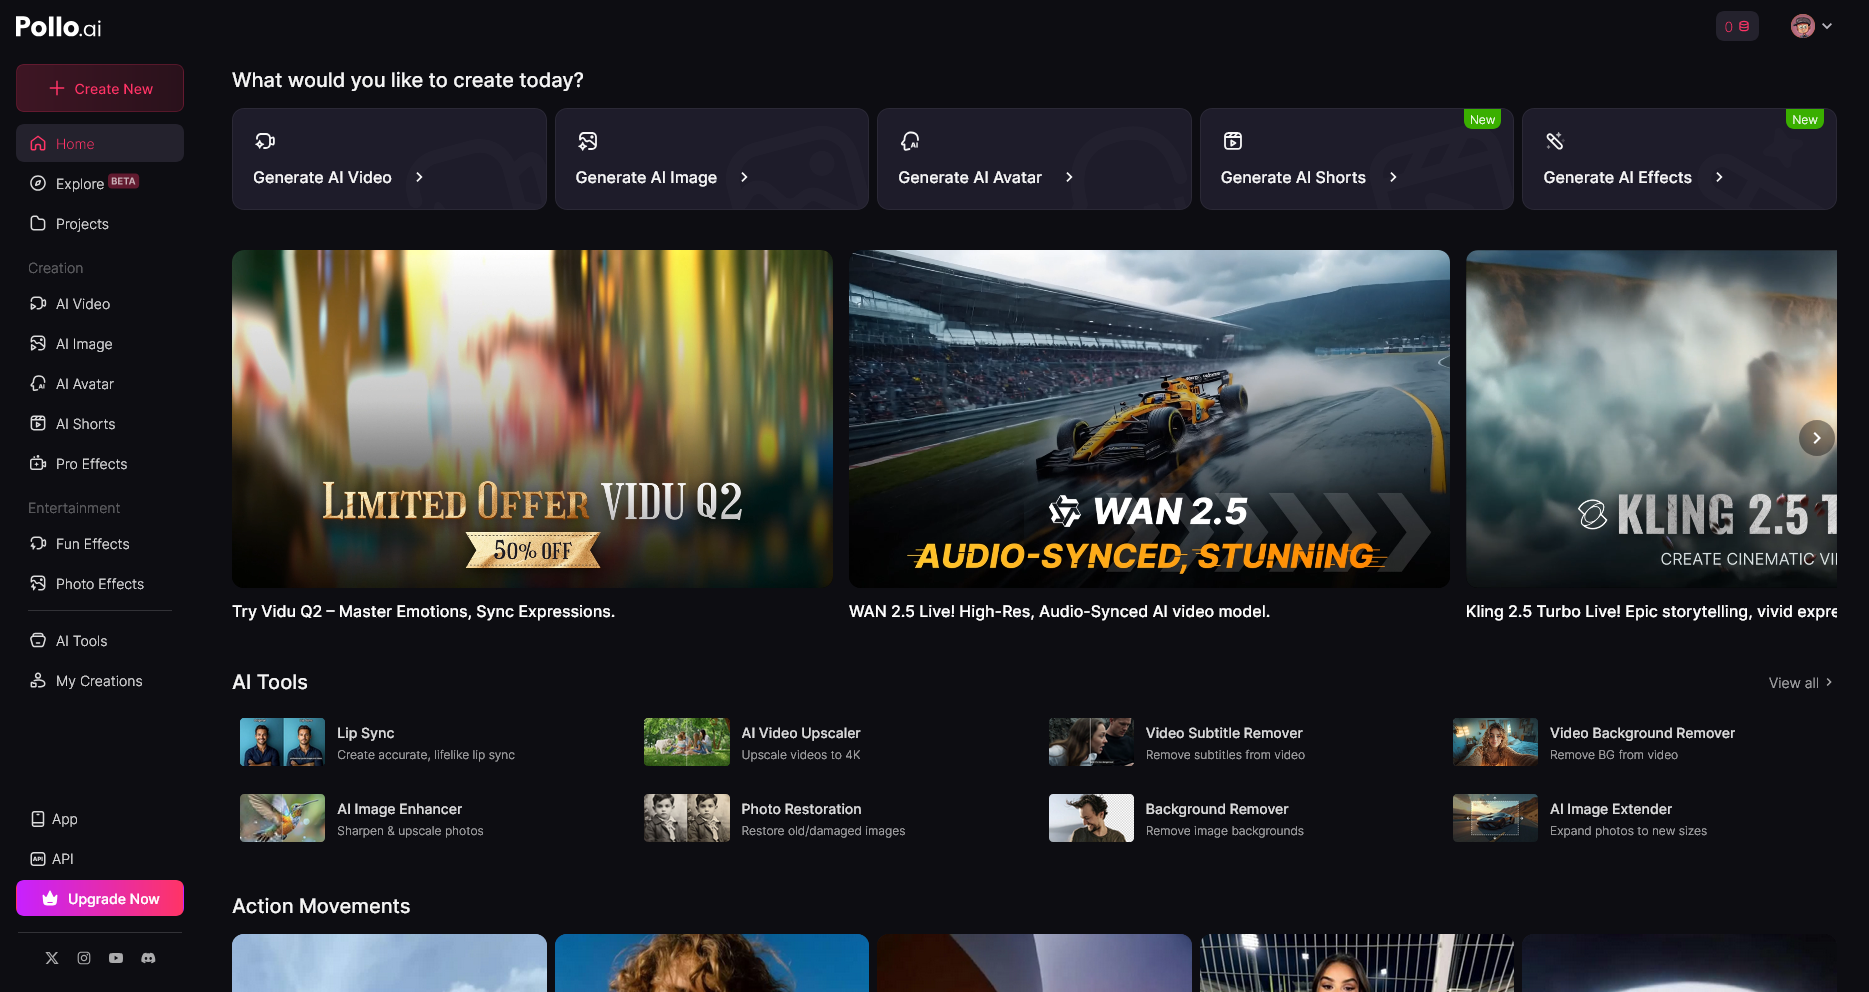 Pollo.ai
0
Create New
Home
Explore BETA
Projects
Creation
AI Video
AI Image
AI Avatar
AI Shorts
Pro Effects
Entertainment
Fun Effects
Photo Effects
AI Tools
My Creations
App
API
Upgrade Now
What would you like to create today?
Generate AI Video
Generate AI Image
Generate AI Avatar
New
Generate AI Shorts
New
Generate AI Effects
LIMITED OFFER VIDU Q2
50% OFF
Try Vidu Q2 – Master Emotions, Sync Expressions.
WAN 2.5
AUDIO-SYNCED, STUNNING
WAN 2.5 Live! High-Res, Audio-Synced AI video model.
KLING 2.5 T
CREATE CINEMATIC VI
Kling 2.5 Turbo Live! Epic storytelling, vivid expre
AI Tools
View all
Lip Sync
Create accurate, lifelike lip sync
AI Video Upscaler
Upscale videos to 4K
Video Subtitle Remover
Remove subtitles from video
Video Background Remover
Remove BG from video
AI Image Enhancer
Sharpen & upscale photos
Photo Restoration
Restore old/damaged images
Background Remover
Remove image backgrounds
AI Image Extender
Expand photos to new sizes
Action Movements